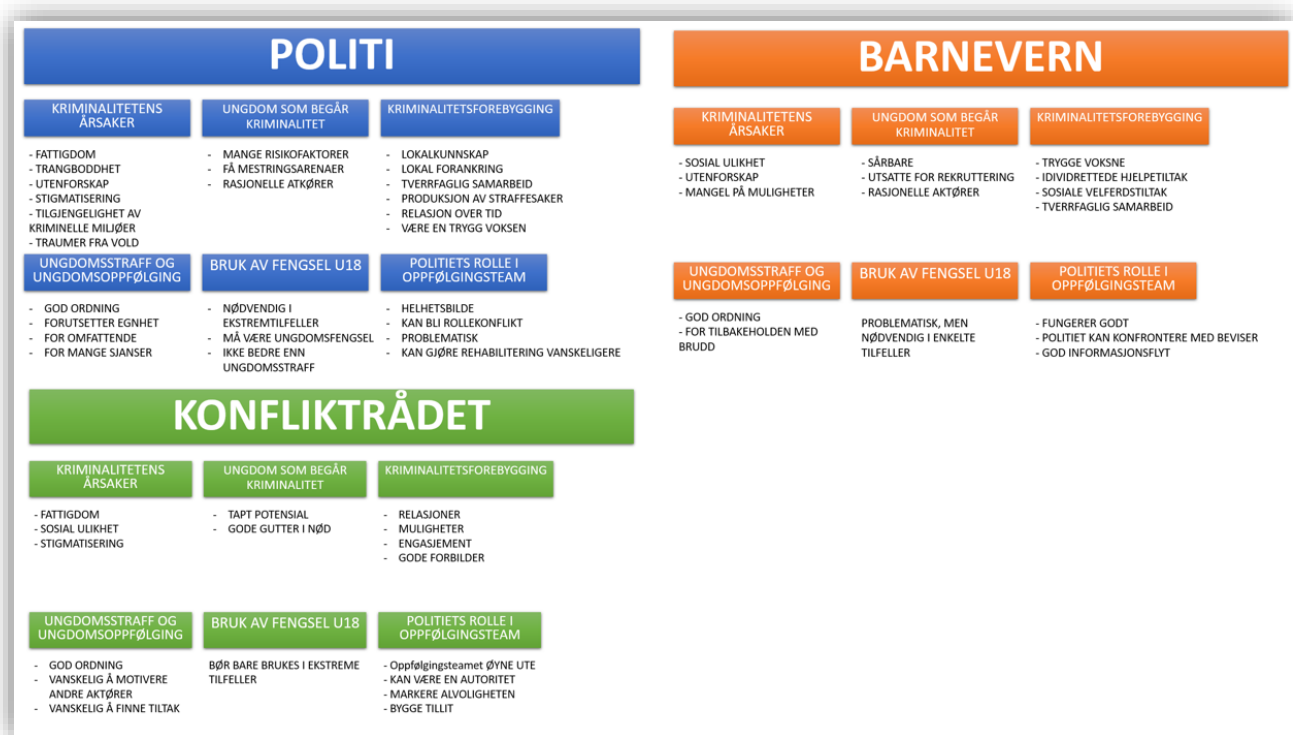 POLITI
KRIMINALITETENS
ÅRSAKER
- FATTIGDOM
- TRANGBODDHET
- UTENFORSKAP
- STIGMATISERING
- TILGJENGELIGHET AV
KRIMINELLE MILJØER
- TRAUMER FRA VOLD
UNGDOM SOM BEGÅR
KRIMINALITET
- MANGE RISIKOFAKTORER
- FÅ MESTRINGSARENAER
- RASJONELLE ATKØRER
KRIMINALITETSFOREBYGGING
- LOKALKUNNSKAP
- LOKAL FORANKRING
- TVERRFAGLIG SAMARBEID
- PRODUKSJON AV STRAFFESAKER
- RELASJON OVER TID
- VÆRE EN TRYGG VOKSEN
UNGDOMSSTRAFF OG
UNGDOMSOPPFØLGING
- GOD ORDNING
- FORUTSETTER EGNHET
- FOR OMFATTENDE
- FOR MANGE SJANSER
BRUK AV FENGSEL U18
- NØDVENDIG I
EKSTREMTILFELLER
- MÅ VÆRE UNGDOMSFENGSEL
- IKKE BEDRE ENN
UNGDOMSSTRAFF
POLITIETS ROLLE I
OPPFØLGINGSTEAM
- HELHETSBILDE
- KAN BLI ROLLEKONFLIKT
- PROBLEMATISK
- KAN GJØRE REHABILITERING VANSKELIGERE
BARNEVERN
KRIMINALITETENS
ÅRSAKER
- SOSIAL ULIKHET
- UTENFORSKAP
- MANGEL PÅ MULIGHETER
UNGDOM SOM BEGÅR
KRIMINALITET
- SÅRBARE
- UTSATTE FOR REKRUTTERING
- RASJONELLE AKTØRER
KRIMINALITETSFOREBYGGING
- TRYGGE VOKSNE
- IDIVIDRETTEDE HJELPETILTAK
- SOSIALE VELFERDSTILTAK
- TVERRFAGLIG SAMARBEID
UNGDOMSSTRAFF OG
UNGDOMSOPPFØLGING
- GOD ORDNING
- FOR TILBAKEHOLDEN MED
BRUDD
BRUK AV FENGSEL U18
PROBLEMATISK, MEN
NØDVENDIG I ENKELTE
TILFELLER
POLITIETS ROLLE I
OPPFØLGINGSTEAM
- FUNGERER GODT
- POLITIET KAN KONFRONTERE MED BEVISER
- GOD INFORMASJONSFLYT
KONFLIKTRÅDET
KRIMINALITETENS
ÅRSAKER
- FATTIGDOM
- SOSIAL ULIKHET
- STIGMATISERING
UNGDOM SOM BEGÅR
KRIMINALITET
- TAPT POTENSIAL
- GODE GUTTER I NØD
KRIMINALITETSFOREBYGGING
- RELASJONER
- MULIGHETER
- ENGASJEMENT
- GODE FORBILDER
UNGDOMSSTRAFF OG
UNGDOMSOPPFØLGING
- GOD ORDNING
- VANSKELIG Å MOTIVERE
ANDRE AKTØRER
- VANSKELIG Å FINNE TILTAK
BRUK AV FENGSEL U18
BØR BARE BRUKES I EKSTREME
TILFELLER
POLITIETS ROLLE I
OPPFØLGINGSTEAM
- Oppfølgingsteamet ØYNE UTE
- KAN VÆRE EN AUTORITET
- MARKERE ALVOLIGHETEN
- BYGGE TILLIT